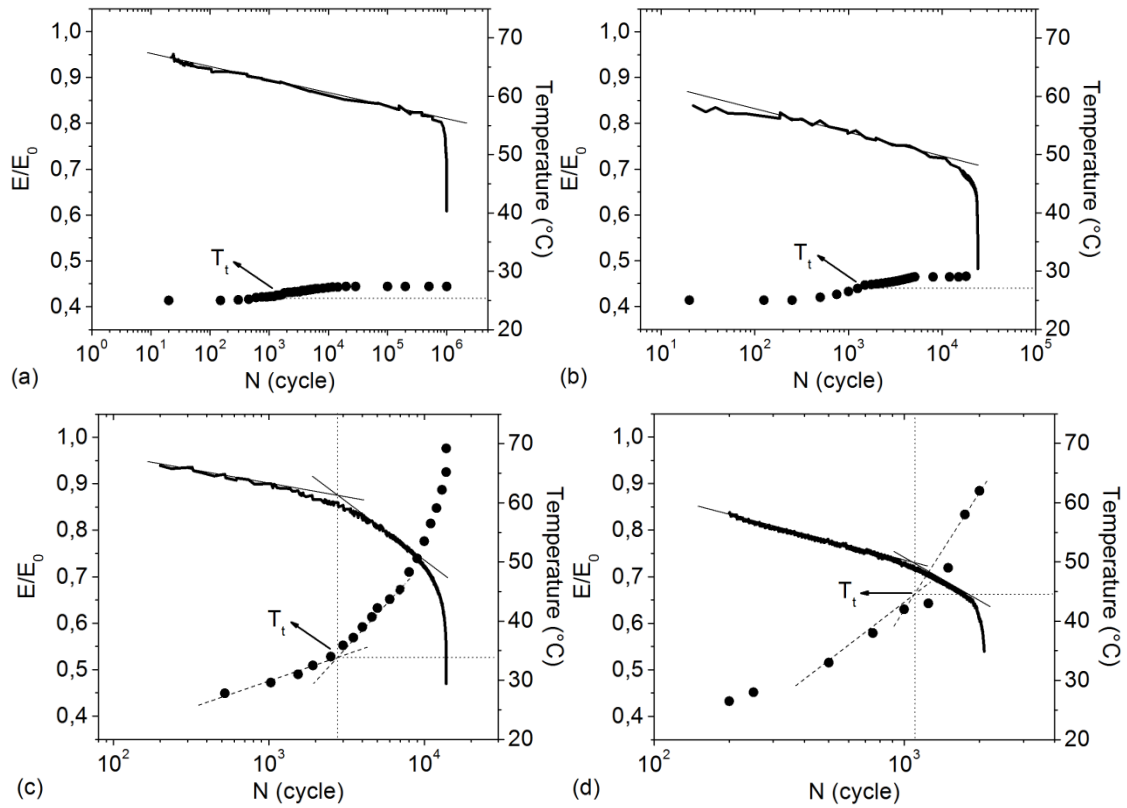 1,0
0,9
0,8
0,7
0,6
0,5
0,4
E/E0
70
60
50
40
30
20
Temperature (°C)
Tt
10^0 10^1 10^2 10^3 10^4 10^5 10^6
N (cycle)
(a)
1,0
0,9
0,8
0,7
0,6
0,5
0,4
E/E0
70
60
50
40
30
20
Temperature (°C)
Tt
10^1 10^2 10^3 10^4 10^5
N (cycle)
(b)
1,0
0,9
0,8
0,7
0,6
0,5
0,4
E/E0
70
60
50
40
30
20
Temperature (°C)
Tt
10^2 10^3 10^4
N (cycle)
(c)
1,0
0,9
0,8
0,7
0,6
0,5
0,4
E/E0
70
60
50
40
30
20
Temperature (°C)
Tt
10^2 10^3
N (cycle)
(d)